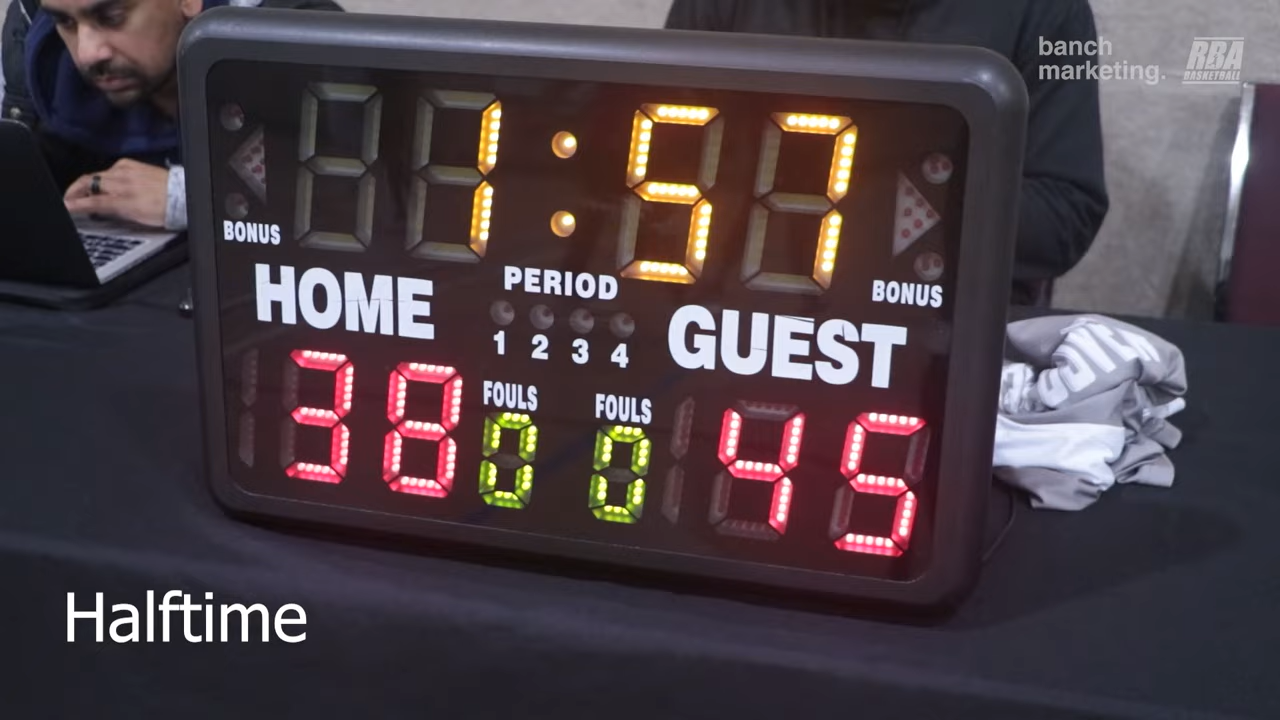 banch
marketing.
RBA
BASKETBALL
1:57
BONUS
BONUS
PERIOD
HOME
GUEST
1 2 3 4
FOULS
FOULS
38
0
0
45
Halftime